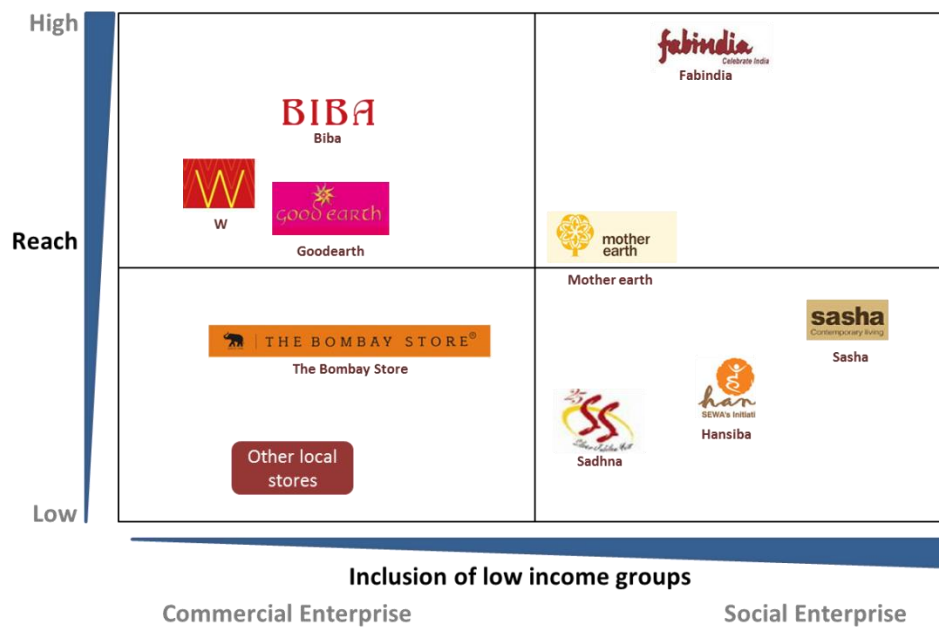 High
fabindia
Celebrate India
Fabindia
BIBA
Biba
W
W
GOOD EARTH
Goodearth
Reach
mother
earth
Mother earth
sasha
Contemporary living
Sasha
THE BOMBAY STORE®
The Bombay Store
han
SEWA's Initiati
Hansiba
25
SS
Sadhna
Other local
stores
Low
Inclusion of low income groups
Commercial Enterprise
Social Enterprise